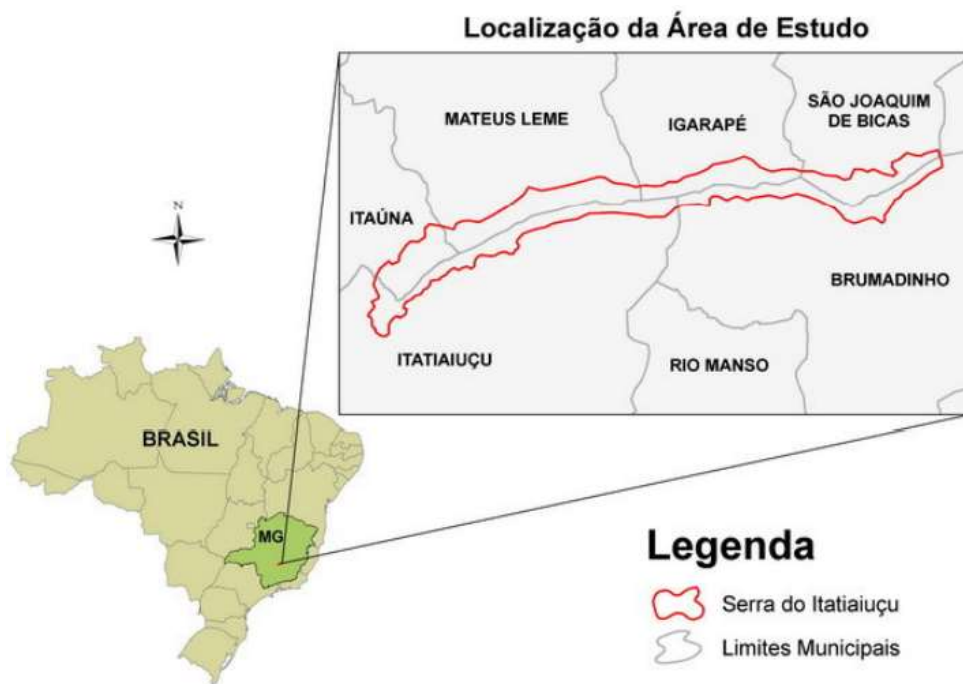 Localização da Área de Estudo
MATEUS LEME
IGARAPÉ
SÃO JOAQUIM
DE BICAS
ITAÚNA
BRUMADINHO
ITATIAIUÇU
RIO MANSO
N
BRASIL
MG
Legenda
Serra do Itatiaiuçu
Limites Municipais